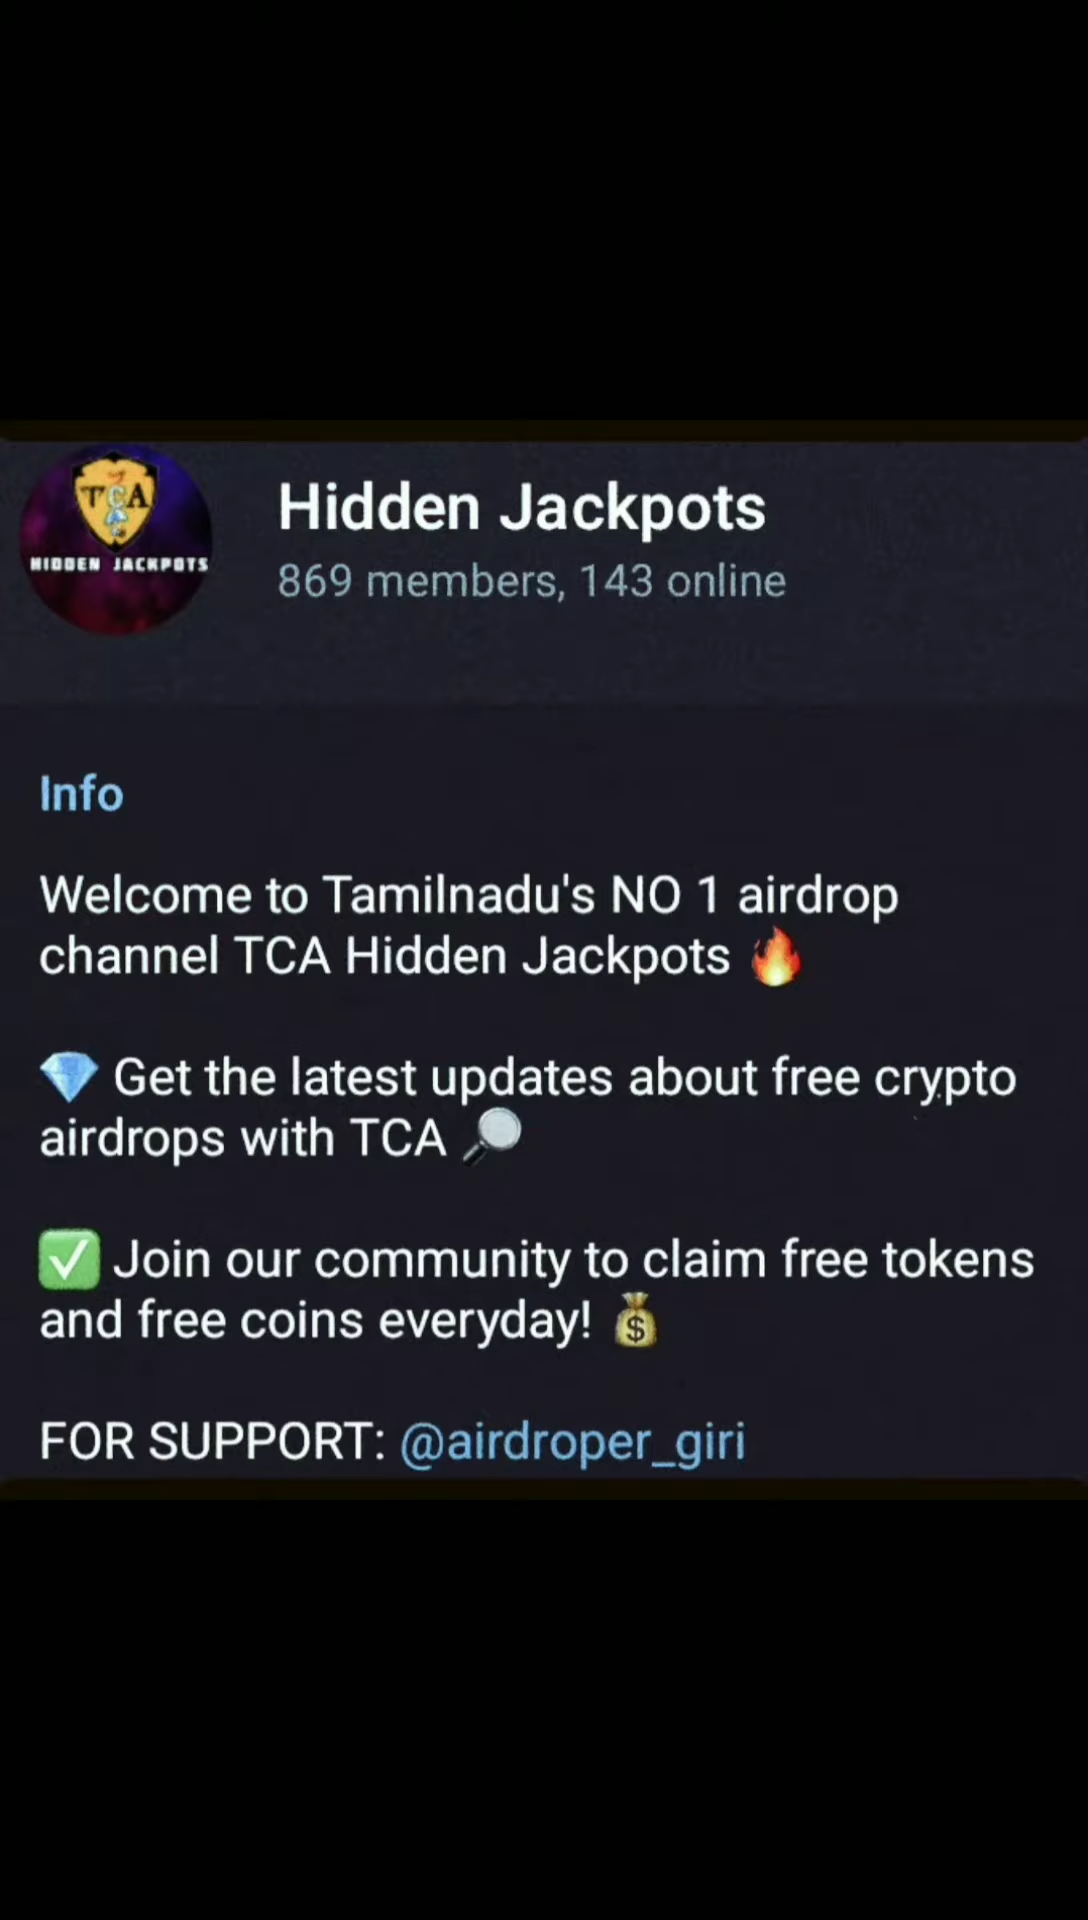 TCA
HIDDEN JACKPOTS
Hidden Jackpots
869 members, 143 online
Info
Welcome to Tamilnadu's NO 1 airdrop
channel TCA Hidden Jackpots 🔥
💎 Get the latest updates about free crypto
airdrops with TCA 🔎
✅ Join our community to claim free tokens
and free coins everyday! 💰
FOR SUPPORT: @airdroper_giri